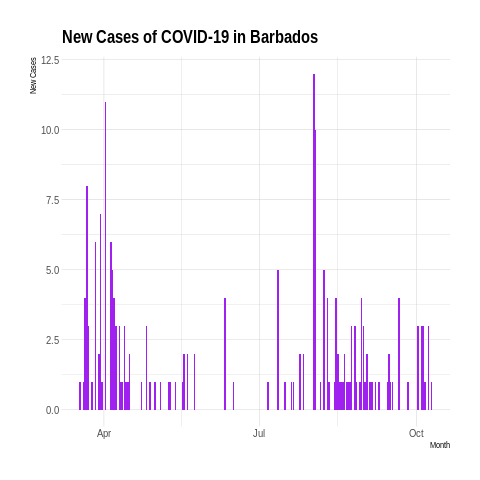 New Cases of COVID-19 in Barbados
New Cases
12.5
10.0
7.5
5.0
2.5
0.0
Apr
Jul
Oct
Month